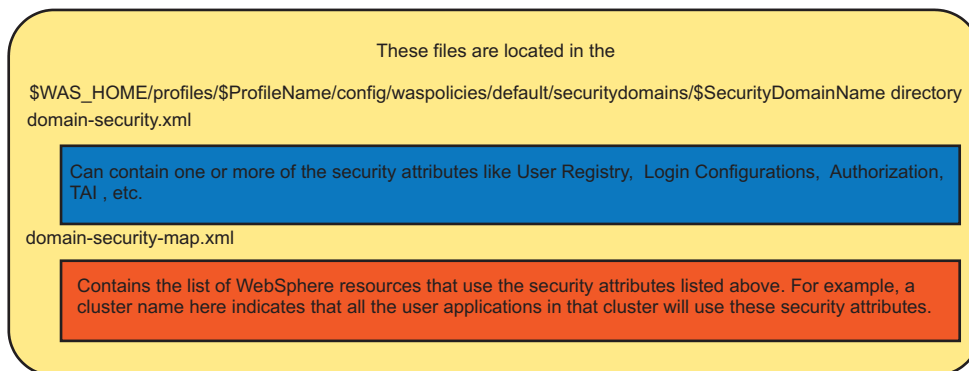 These files are located in the
$WAS_HOME/profiles/$ProfileName/config/waspolicies/default/securitydomains/$SecurityDomainName directory
domain-security.xml
Can contain one or more of the security attributes like User Registry, Login Configurations, Authorization,
TAI , etc.
domain-security-map.xml
Contains the list of WebSphere resources that use the security attributes listed above. For example, a
cluster name here indicates that all the user applications in that cluster will use these security attributes.